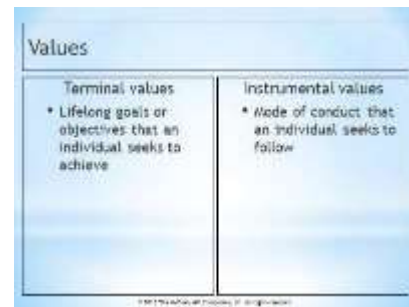 Values
Terminal values
• Lifelong goals or
objectives that an
individual seeks to
achieve
Instrumental values
• Mode of conduct that
an individual seeks to
follow